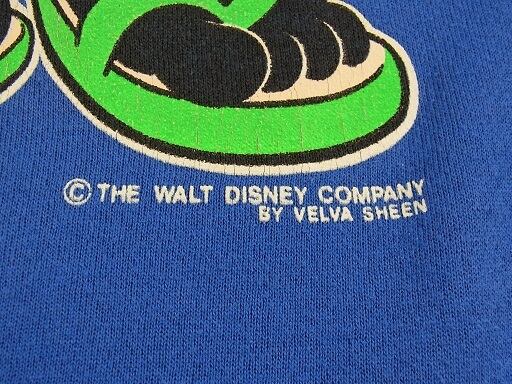 © THE WALT DISNEY COMPANY
BY VELVA SHEEN